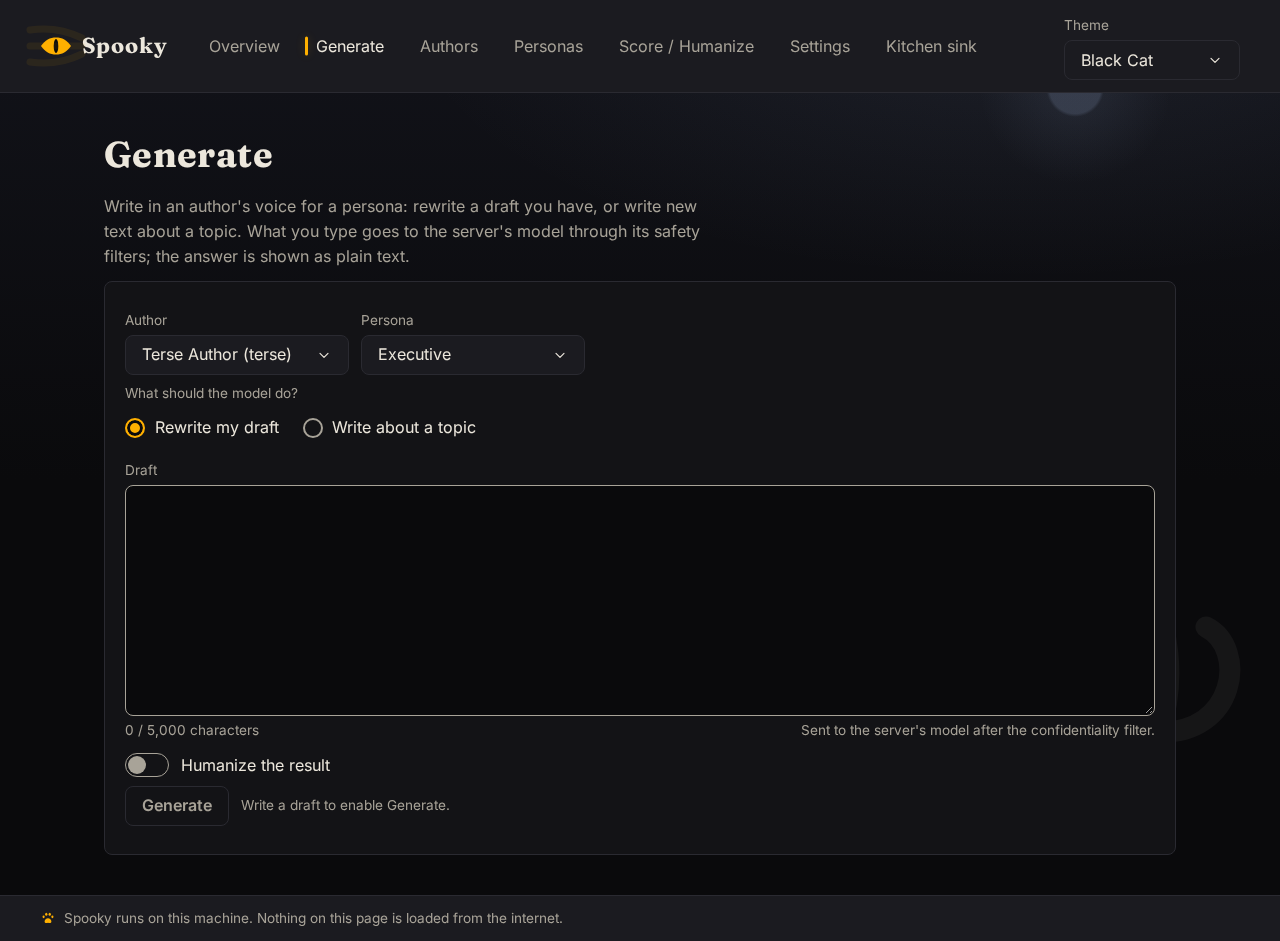 Spooky
Overview
Generate
Authors
Personas
Score / Humanize
Settings
Kitchen sink
Theme
Black Cat
Generate
Write in an author's voice for a persona: rewrite a draft you have, or write new
text about a topic. What you type goes to the server's model through its safety
filters; the answer is shown as plain text.
Author
Persona
Terse Author (terse)
Executive
What should the model do?
Rewrite my draft
Write about a topic
Draft
0 / 5,000 characters
Sent to the server's model after the confidentiality filter.
Humanize the result
Generate
Write a draft to enable Generate.
Spooky runs on this machine. Nothing on this page is loaded from the internet.